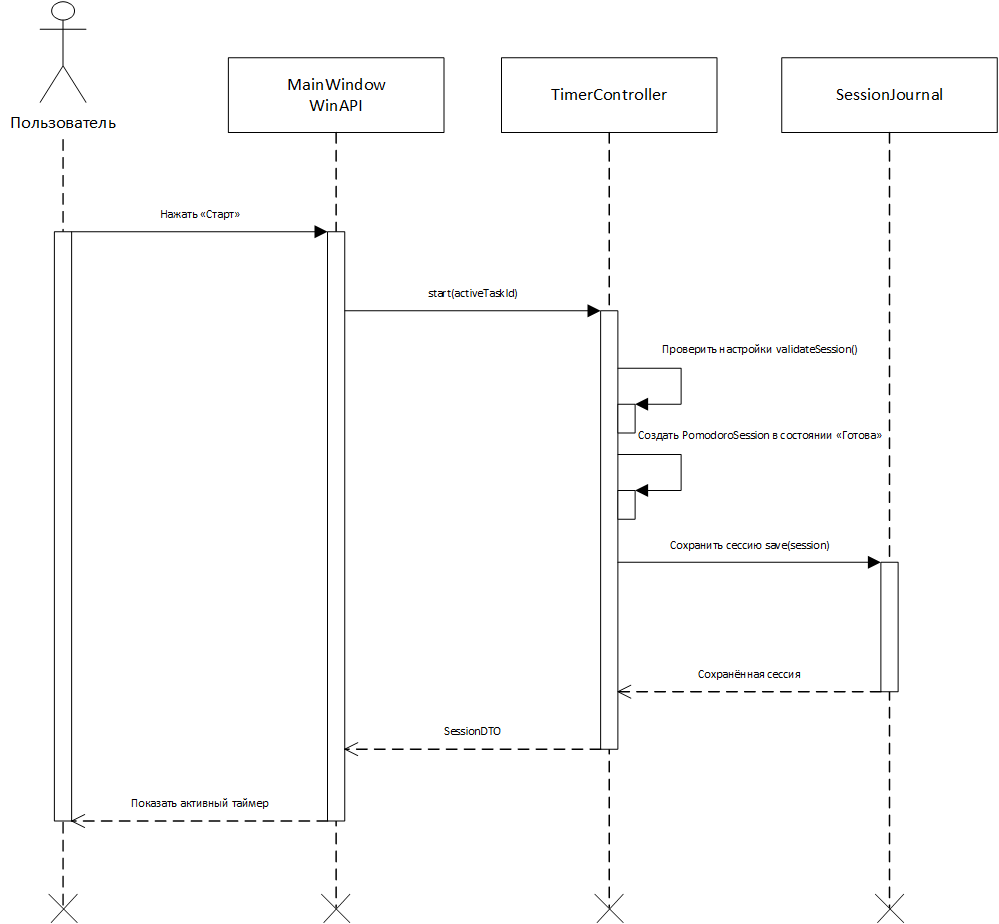 MainWindow
WinAPI
TimerController
SessionJournal
Пользователь
Нажать «Старт»
start(activeTaskId)
Проверить настройки validateSession()
Создать PomodoroSession в состоянии «Готова»
Сохранить сессию save(session)
Сохранённая сессия
SessionDTO
Показать активный таймер